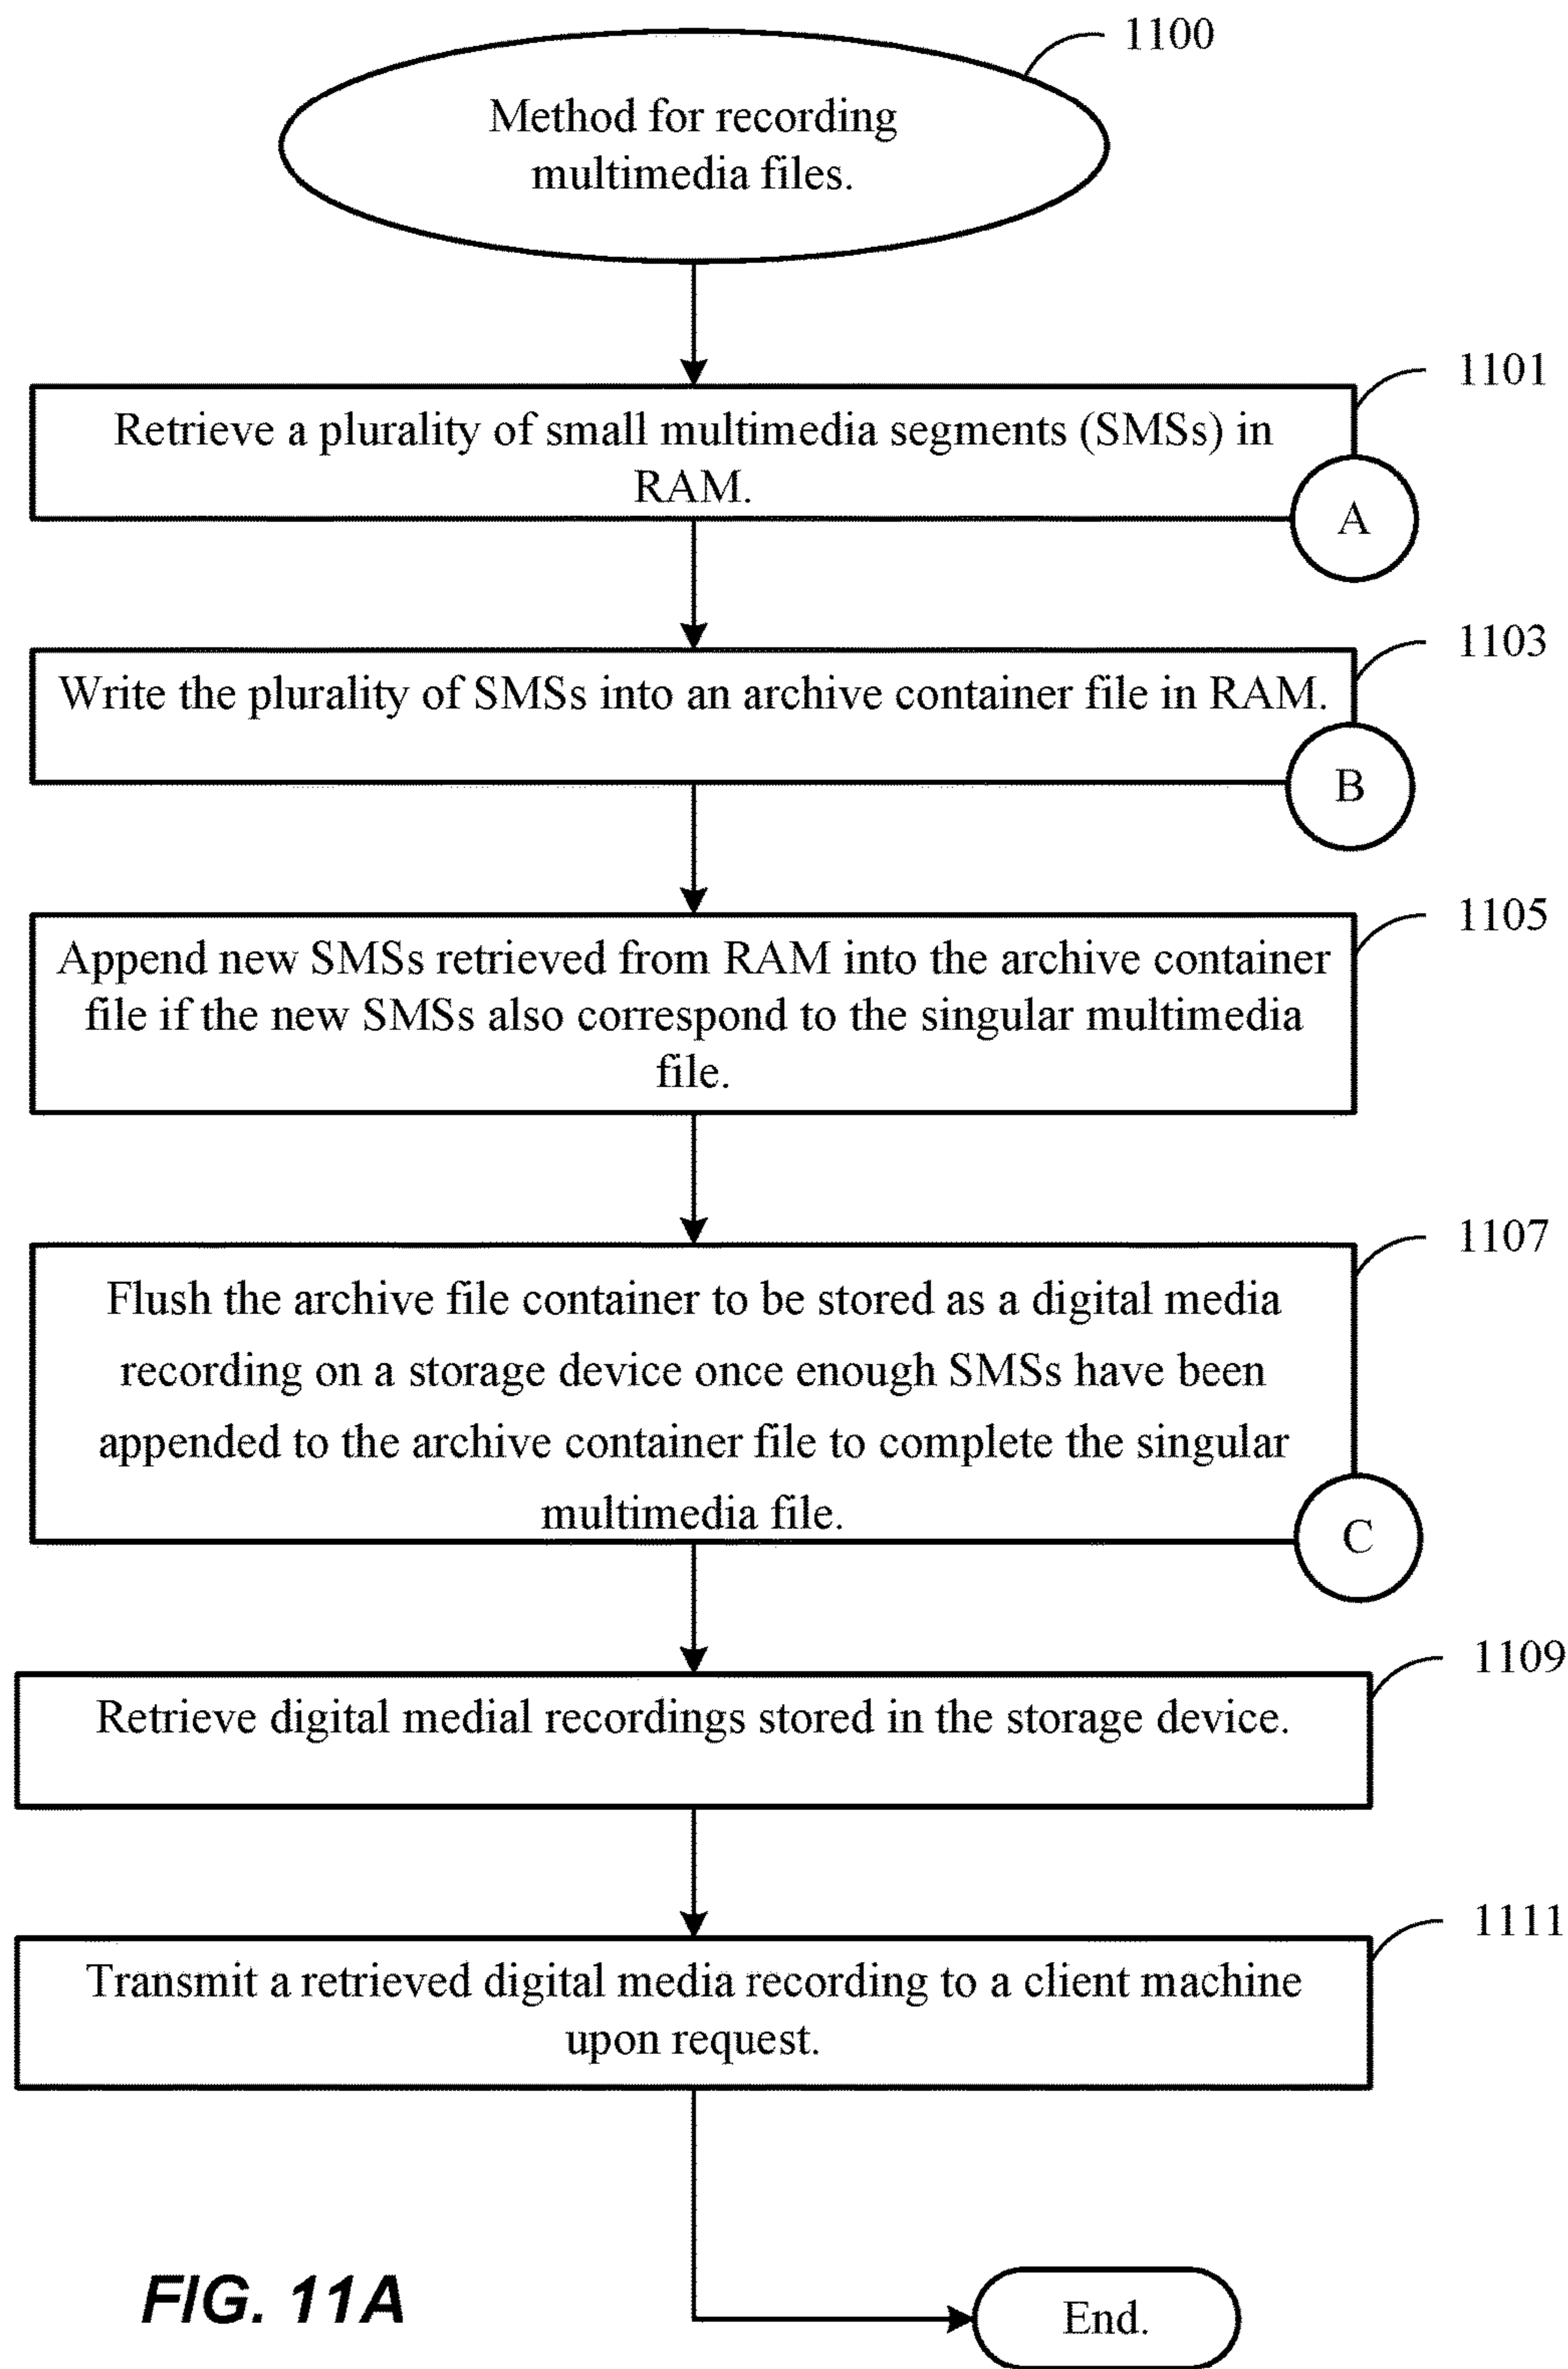 1100
Method for recording
multimedia files.
1101
Retrieve a plurality of small multimedia segments (SMSs) in
RAM.
A
1103
Write the plurality of SMSs into an archive container file in RAM.
B
1105
Append new SMSs retrieved from RAM into the archive container
file if the new SMSs also correspond to the singular multimedia
file.
1107
Flush the archive file container to be stored as a digital media
recording on a storage device once enough SMSs have been
appended to the archive container file to complete the singular
multimedia file.
C
1109
Retrieve digital medial recordings stored in the storage device.
1111
Transmit a retrieved digital media recording to a client machine
upon request.
FIG. 11A
End.